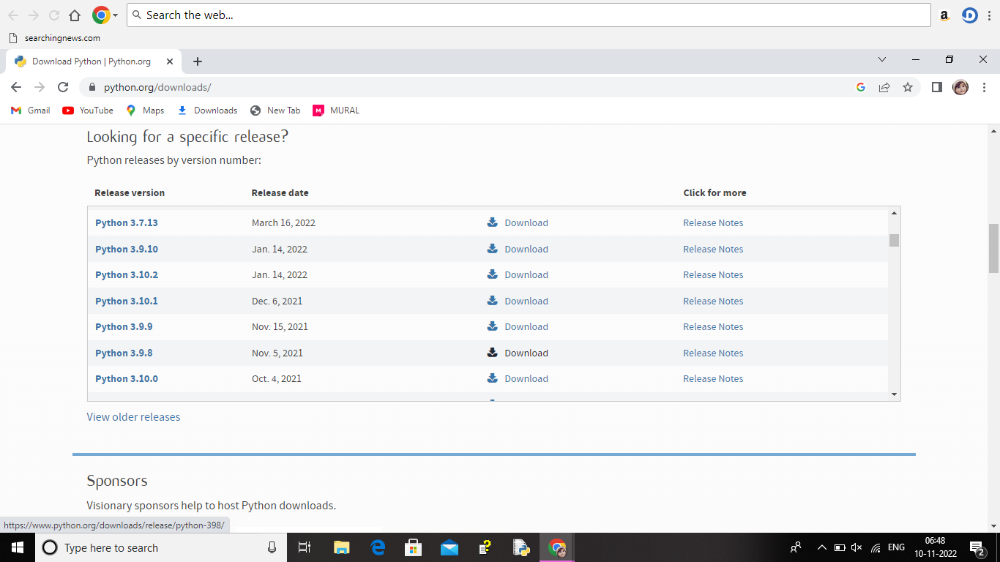 Search the web...
searchingnews.com
Download Python | Python.org
python.org/downloads/
Gmail YouTube Maps Downloads New Tab MURAL
Looking for a specific release?
Python releases by version number:
Release version Release date Click for more
Python 3.7.13 March 16, 2022 Download Release Notes
Python 3.9.10 Jan. 14, 2022 Download Release Notes
Python 3.10.2 Jan. 14, 2022 Download Release Notes
Python 3.10.1 Dec. 6, 2021 Download Release Notes
Python 3.9.9 Nov. 15, 2021 Download Release Notes
Python 3.9.8 Nov. 5, 2021 Download Release Notes
Python 3.10.0 Oct. 4, 2021 Download Release Notes
View older releases
Sponsors
Visionary sponsors help to host Python downloads.
https://www.python.org/downloads/release/python-398/
Type here to search
ENG
06:48
10-11-2022
2